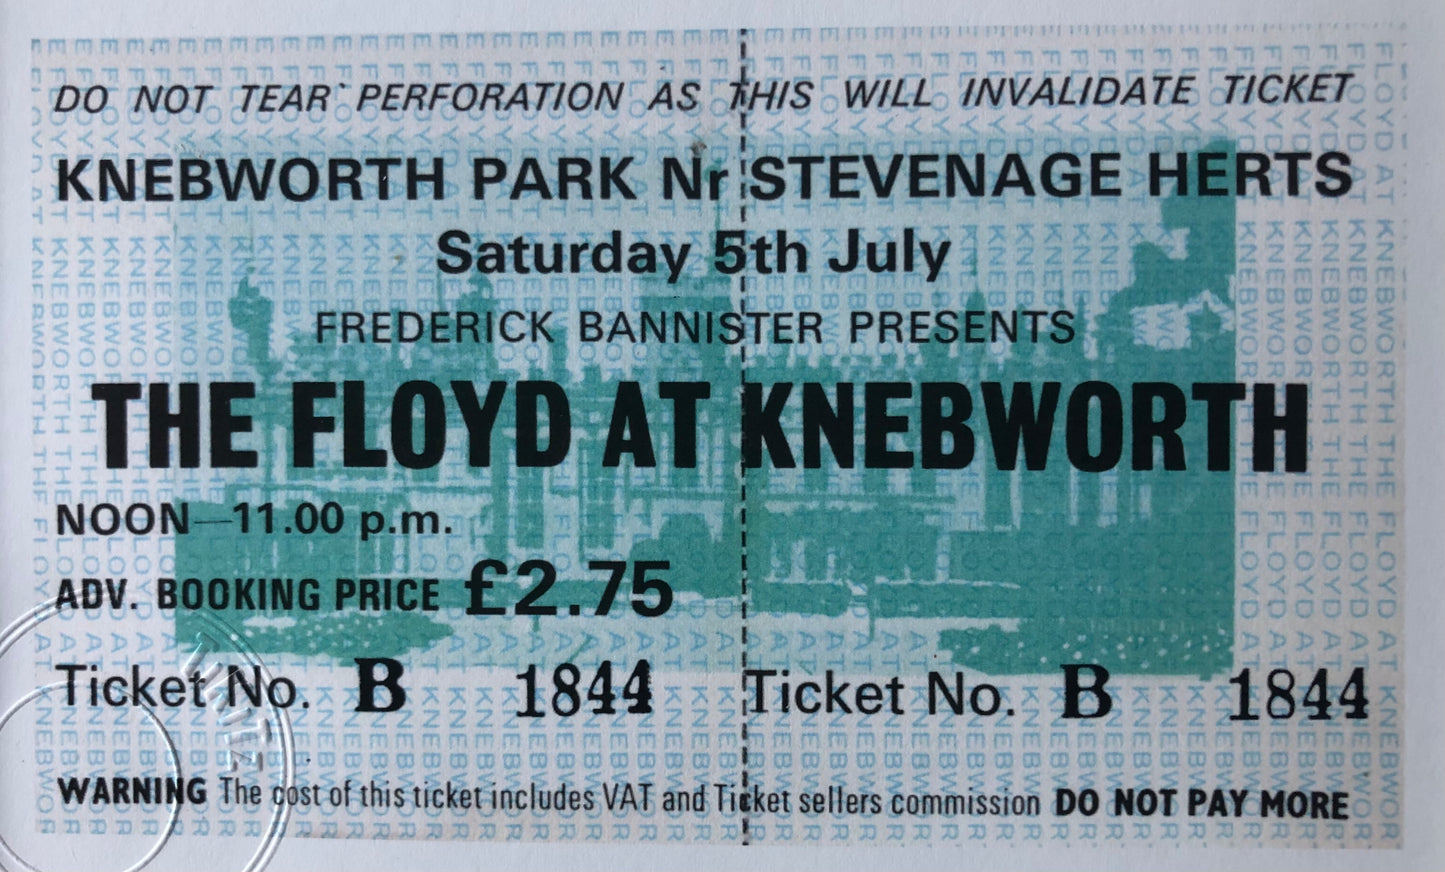 DO NOT TEAR PERFORATION AS THIS WILL INVALIDATE TICKET
KNEBWORTH PARK Nr STEVENAGE HERTS
Saturday 5th July
FREDERICK BANNISTER PRESENTS
THE FLOYD AT KNEBWORTH
NOON—11.00 p.m.
ADV. BOOKING PRICE £2.75
Ticket No. B 1844 Ticket No. B 1844
WARNING The cost of this ticket includes VAT and Ticket sellers commission DO NOT PAY MORE